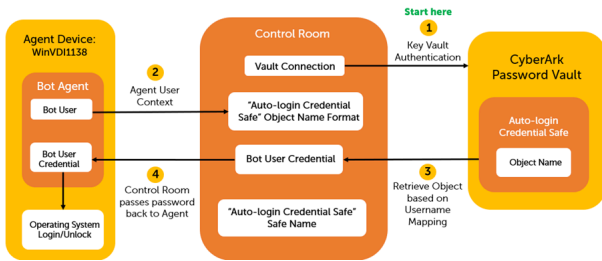 Start here
Agent Device:
WinVDI1138
Bot Agent
Bot User
Bot User
Credential
Operating System
Login/Unlock
2
Agent User
Context
4
Control Room
passes password
back to Agent
Control Room
Vault Connection
"Auto-login Credential
Safe" Object Name Format
Bot User Credential
"Auto-login Credential Safe"
Safe Name
1
Key Vault
Authentication
3
Retrieve Object
based on
Username
Mapping
CyberArk
Password Vault
Auto-login
Credential Safe
Object Name